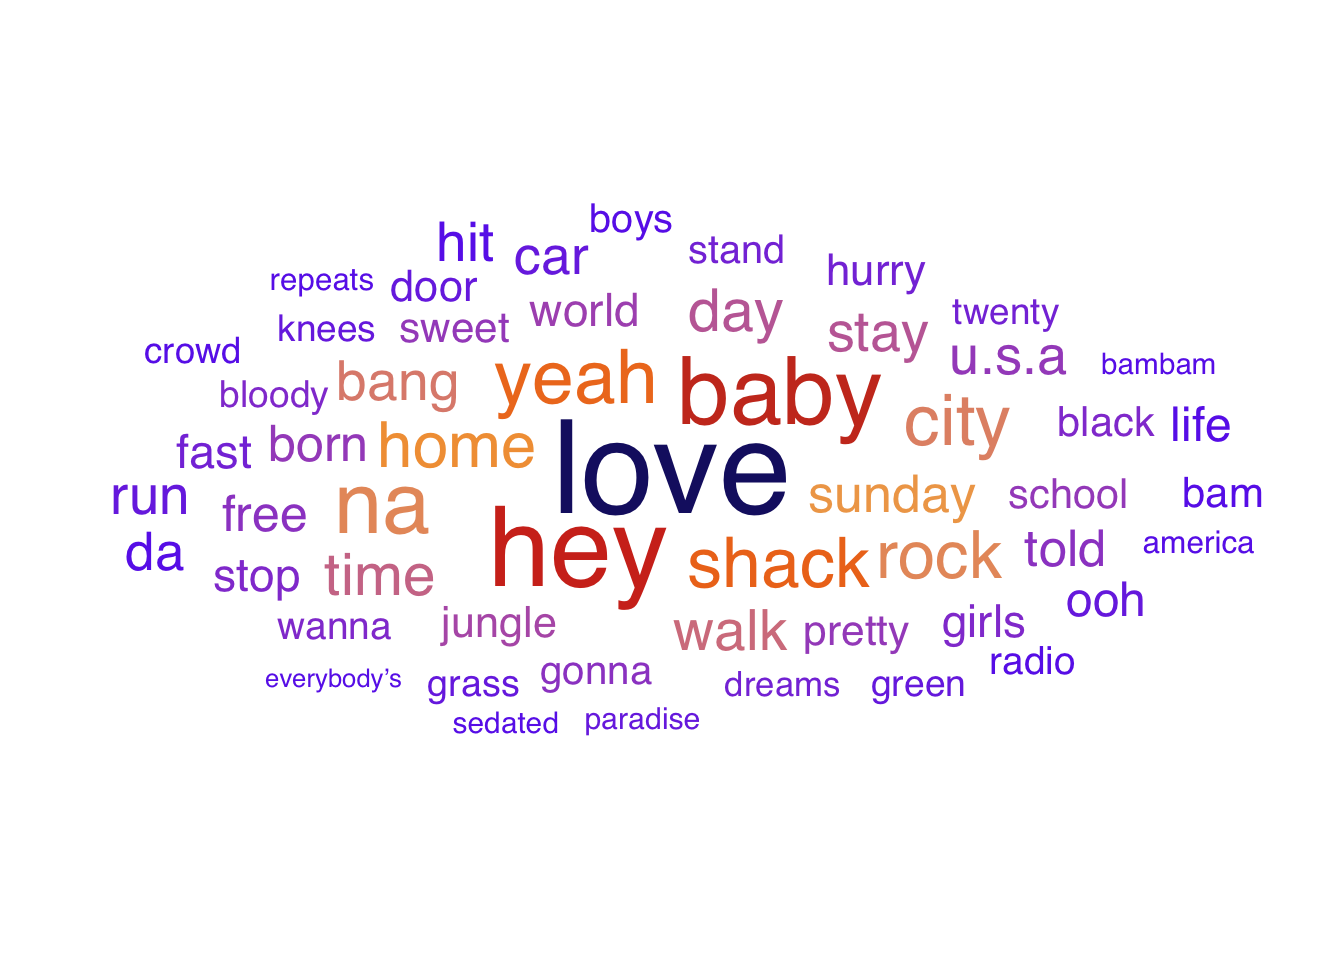 boys
hit
car
stand
hurry
repeats
door
world
day
twenty
knees
sweet
stay
crowd
u.s.a
bambam
bloody
bang
yeah
baby
city
black
life
fast
born
home
love
run
free
na
sunday
school
bam
da
stop
time
hey
shack
rock
told
america
ooh
wanna
jungle
walk
pretty
girls
radio
everybody’s
grass
gonna
dreams
green
sedated
paradise